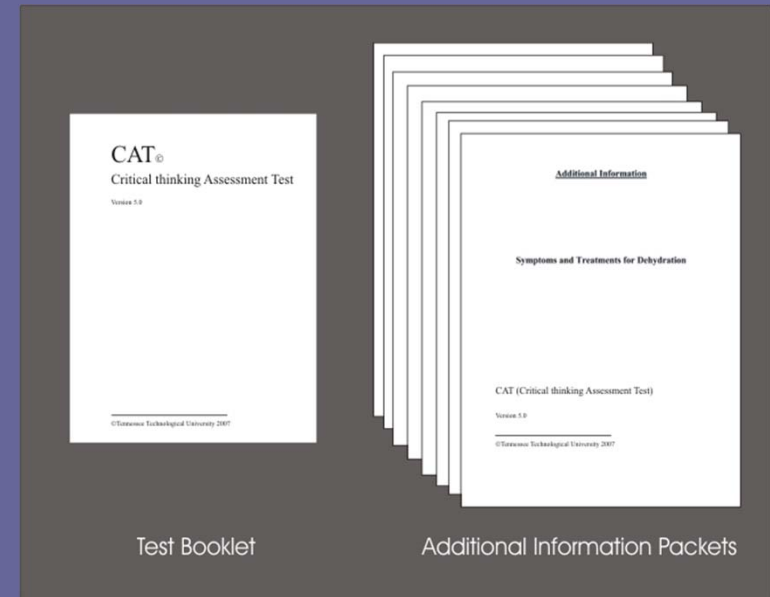 CAT©
Critical thinking Assessment Test
Version 5.0
©Tennessee Technological University 2007
Test Booklet
Additional Information
Symptoms and Treatments for Dehydration
CAT (Critical thinking Assessment Test)
Version 5.0
©Tennessee Technological University 2007
Additional Information Packets